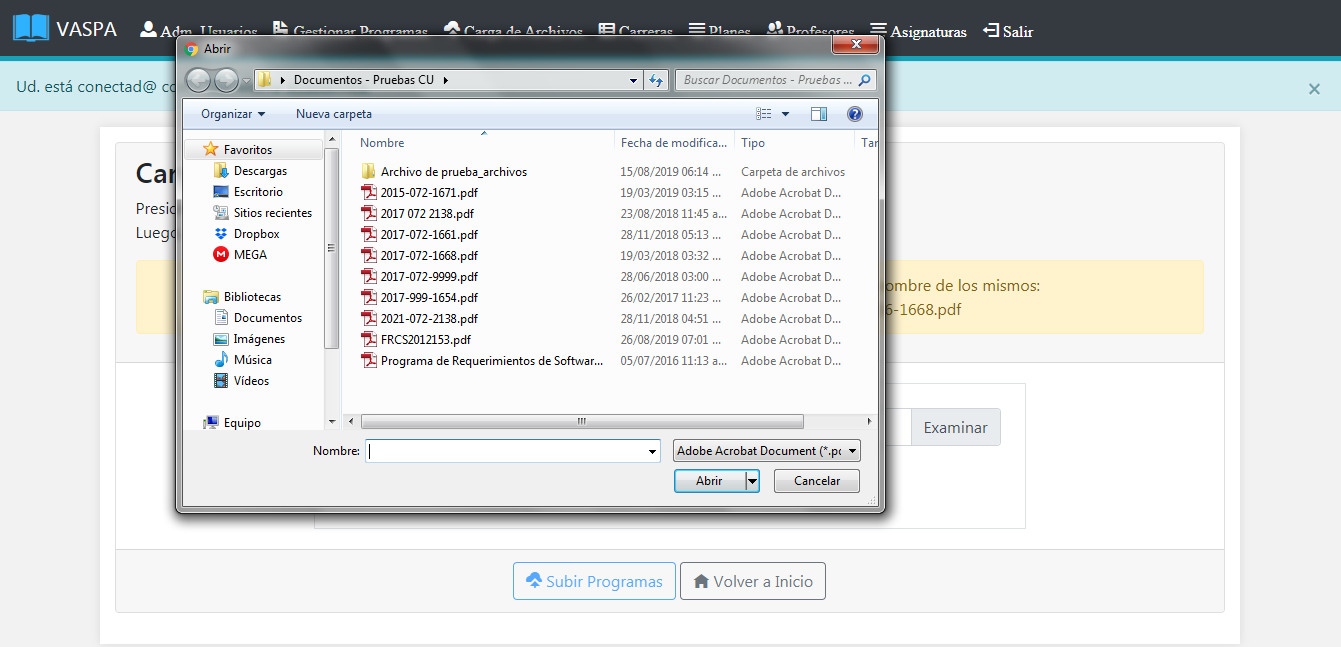 VASPA
Adm. Usuarios
Gestionar Programas
Carga de Archivos
Carreras
Planes
Profesores
Asignaturas
Salir
Abrir
Ud. está conectad@ co
×
Documentos - Pruebas CU
Buscar Documentos - Pruebas ...
Organizar
Nueva carpeta
Favoritos
Descargas
Escritorio
Sitios recientes
Dropbox
MEGA
Bibliotecas
Documentos
Imágenes
Música
Vídeos
Equipo
Nombre Fecha de modifica... Tipo Tar
Archivo de prueba_archivos 15/08/2019 06:14 ... Carpeta de archivos
2015-072-1671.pdf 19/03/2019 03:15 ... Adobe Acrobat D...
2017 072 2138.pdf 23/08/2018 11:45 a... Adobe Acrobat D...
2017-072-1661.pdf 28/11/2018 05:13 ... Adobe Acrobat D...
2017-072-1668.pdf 19/03/2018 03:32 ... Adobe Acrobat D...
2017-072-9999.pdf 28/06/2018 03:00 ... Adobe Acrobat D...
2017-999-1654.pdf 26/02/2017 11:23 ... Adobe Acrobat D...
2021-072-2138.pdf 28/11/2018 04:51 ... Adobe Acrobat D...
FRCS2012153.pdf 26/08/2019 07:01 ... Adobe Acrobat D...
Programa de Requerimientos de Softwar... 05/07/2016 11:13 a... Adobe Acrobat D...
Nombre:
Adobe Acrobat Document (*.pc
Abrir
Cancelar
Car
Presic
Luego
ombre de los mismos:
6-1668.pdf
Examinar
Subir Programas
Volver a Inicio